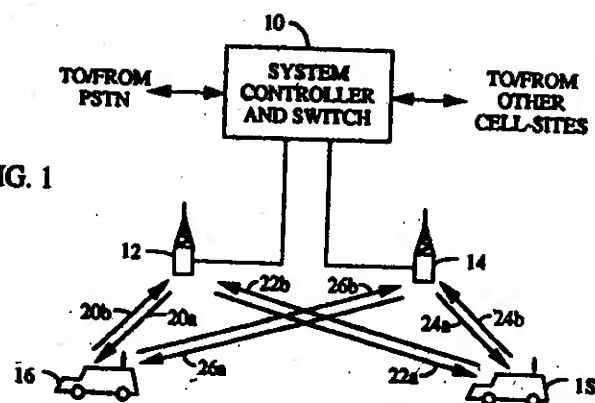 10
TO/FROM
PSTN
SYSTEM
CONTROLLER
AND SWITCH
TO/FROM
OTHER
CELL-SITES
IG. 1
12
14
22b
26b
20b
20a
24a
24b
26a
22a
16
1S